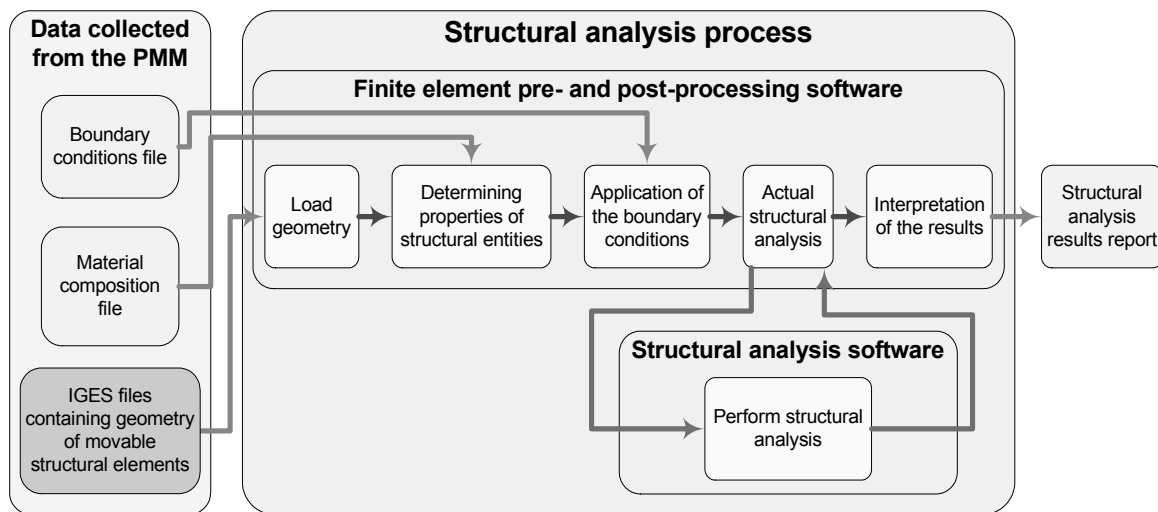 Data collected
from the PMM
Boundary
conditions file
Material
composition
file
IGES files
containing geometry
of movable
structural elements
Structural analysis process
Finite element pre- and post-processing software
Load
geometry
Determining
properties of
structural entities
Application of
the boundary
conditions
Actual
structural
analysis
Interpretation
of the results
Structural analysis software
Perform structural
analysis
Structural
analysis
results report